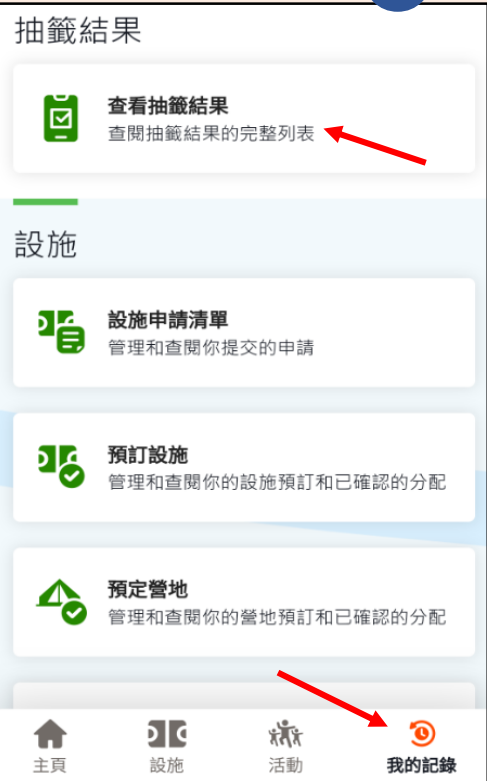 抽籤結果
查看抽籤結果
查閱抽籤結果的完整列表
設施
設施申請清單
管理和查閱你提交的申請
預訂設施
管理和查閱你的設施預訂和已確認的分配
預定營地
管理和查閱你的營地預訂和已確認的分配
主頁 設施 活動 我的記錄